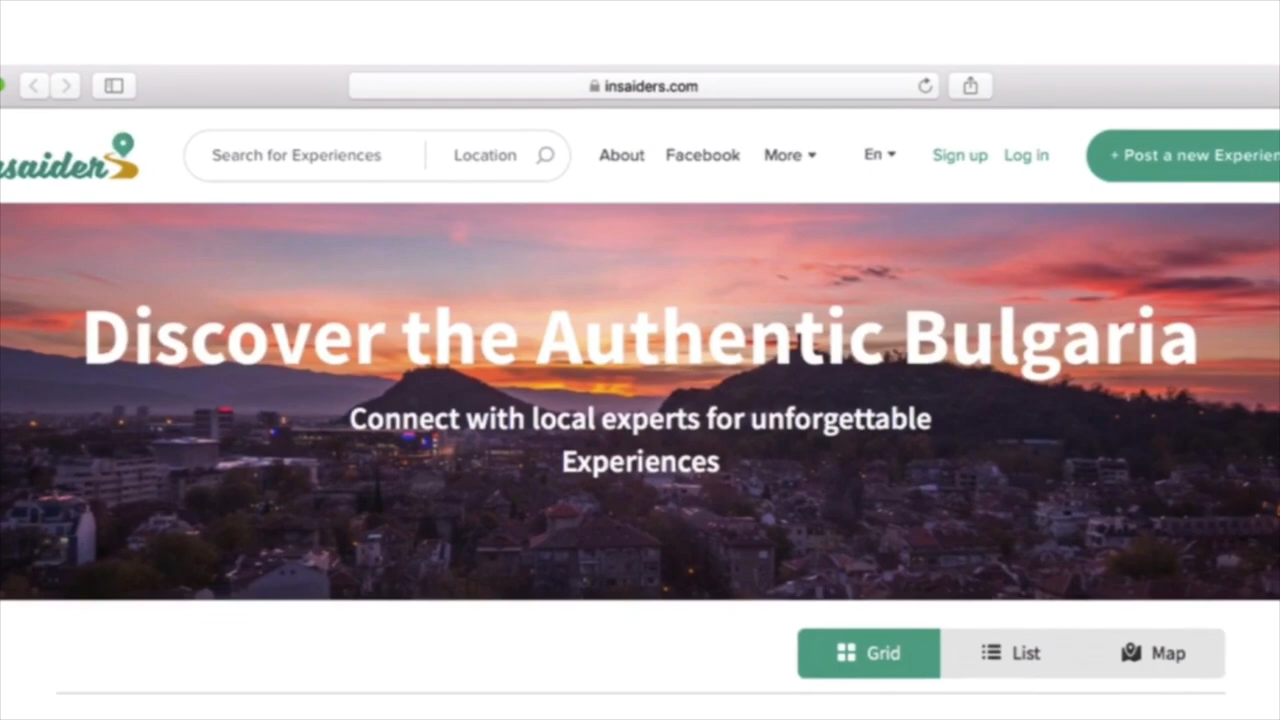 insaiders.com
nsaiders
Search for Experiences
Location
About
Facebook
More
En
Sign up
Log in
+ Post a new Experien
Discover the Authentic Bulgaria
Connect with local experts for unforgettable
Experiences
Grid
List
Map